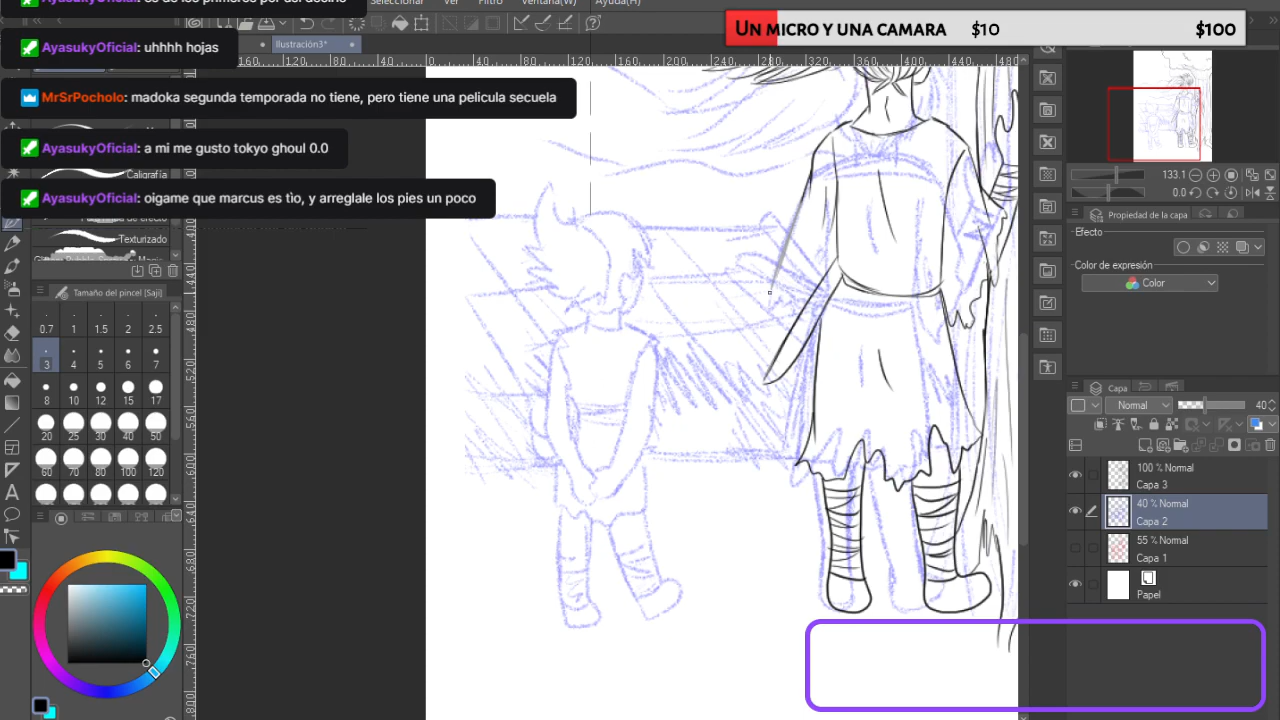 Seleccionar Ver Filtro Ventana(W) Ayuda(H)
AyasukyOficial: uhhhh hojas
MrSrPocholo: madan segunda temporada no tiene, pero tiene una pelicula secuela
AyasukyOficial: a mi me gusto tokyo ghoul 0.0
AyasukyOficial: oigame que marcus es tio, y arreglale los pies un poco
Un micro y una camara $10 $100
Ilustración3*
Texturizado
Tamaño del pincel (Saji)
0.7 1 1.5 2 2.5
3 4 5 6 7
8 10 12 15 17
20 25 30 40 50
60 70 80 100 120
133.1
0.0
Propiedad de la capa
Efecto
Color de expresión
Color
Capa
Normal 40
100 % Normal
Capa 3
40 % Normal
Capa 2
55 % Normal
Capa 1
Papel